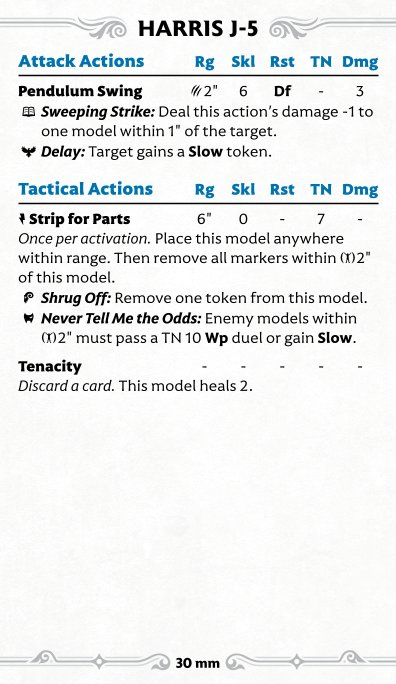 HARRIS J-5
Attack Actions Rg Skl Rst TN Dmg
Pendulum Swing 2" 6 Df - 3
Sweeping Strike: Deal this action's damage -1 to
one model within 1" of the target.
Delay: Target gains a Slow token.
Tactical Actions Rg Skl Rst TN Dmg
Strip for Parts 6" 0 - 7 -
Once per activation. Place this model anywhere
within range. Then remove all markers within 2"
of this model.
Shrug Off: Remove one token from this model.
Never Tell Me the Odds: Enemy models within
2" must pass a TN 10 Wp duel or gain Slow.
Tenacity - - - - -
Discard a card. This model heals 2.
30 mm